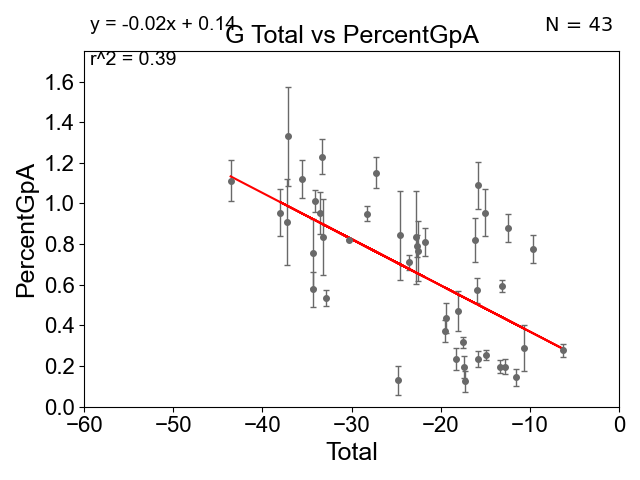 y = -0.02x + 0.14
G Total vs PercentGpA
N = 43
r^2 = 0.39
PercentGpA
1.6
1.4
1.2
1.0
0.8
0.6
0.4
0.2
0.0
−60
−50
−40
−30
−20
−10
0
Total